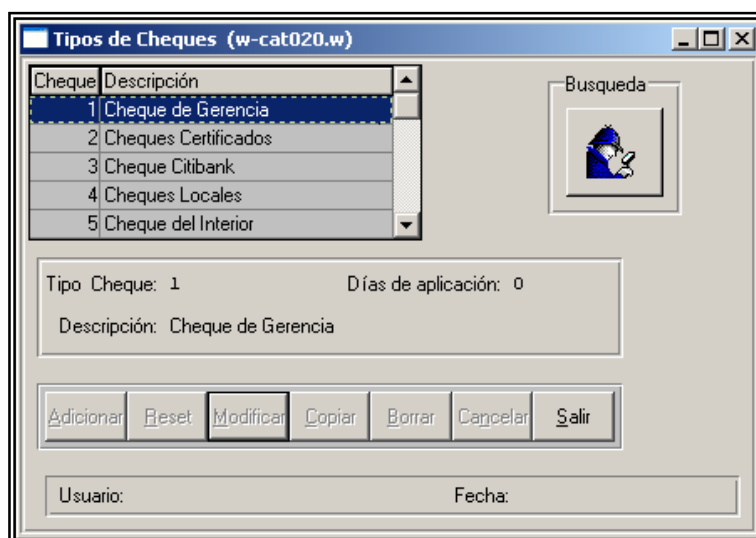 Tipos de Cheques (w-cat020.w)
Cheque Descripción
1 Cheque de Gerencia
2 Cheques Certificados
3 Cheque Citibank
4 Cheques Locales
5 Cheque del Interior
Busqueda
Tipo Cheque: 1 Días de aplicación: 0
Descripción: Cheque de Gerencia
Adicionar Reset Modificar Copiar Borrar Cancelar Salir
Usuario: Fecha: